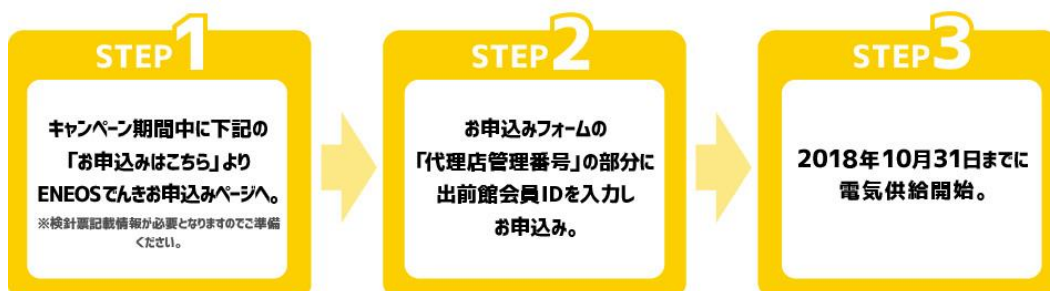 STEP1
キャンペーン期間中に下記の
「お申込みはこちら」より
ENEOSでんきお申込みページへ。
※検針票記載情報が必要となりますのでご準備
ください。
STEP2
お申込みフォームの
「代理店管理番号」の部分に
出前館会員IDを入力し
お申込み。
STEP3
2018年10月31日までに
電気供給開始。